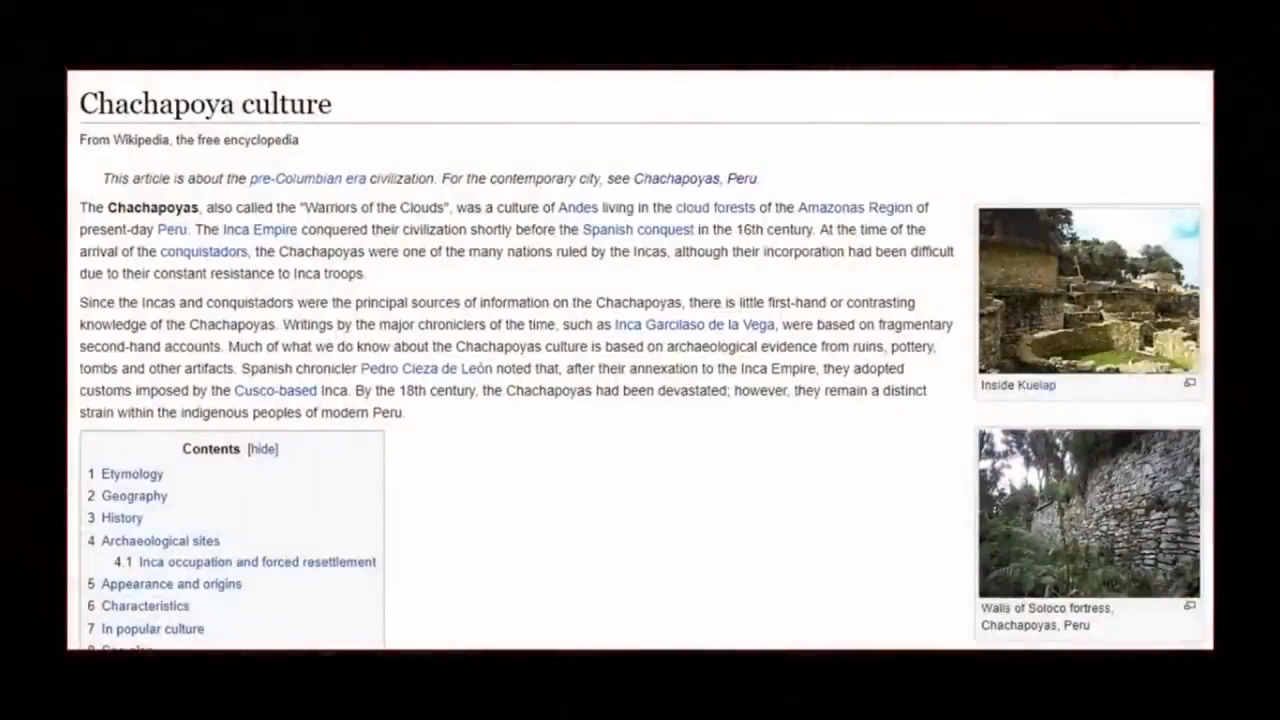 Chachapoya culture
From Wikipedia, the free encyclopedia
This article is about the pre-Columbian era civilization. For the contemporary city, see Chachapoyas, Peru.
The Chachapoyas, also called the "Warriors of the Clouds", was a culture of Andes living in the cloud forests of the Amazonas Region of
present-day Peru. The Inca Empire conquered their civilization shortly before the Spanish conquest in the 16th century. At the time of the
arrival of the conquistadors, the Chachapoyas were one of the many nations ruled by the Incas, although their incorporation had been difficult
due to their constant resistance to Inca troops.
Since the Incas and conquistadors were the principal sources of information on the Chachapoyas, there is little first-hand or contrasting
knowledge of the Chachapoyas. Writings by the major chroniclers of the time, such as Inca Garcilaso de la Vega, were based on fragmentary
second-hand accounts. Much of what we do know about the Chachapoyas culture is based on archaeological evidence from ruins, pottery,
tombs and other artifacts. Spanish chronicler Pedro Cieza de León noted that, after their annexation to the Inca Empire, they adopted
customs imposed by the Cusco-based Inca. By the 18th century, the Chachapoyas had been devastated; however, they remain a distinct
strain within the indigenous peoples of modern Peru.
Contents [hide]
1 Etymology
2 Geography
3 History
4 Archaeological sites
4.1 Inca occupation and forced resettlement
5 Appearance and origins
6 Characteristics
7 In popular culture
Inside Kuelap
Walls of Soloco fortress,
Chachapoyas, Peru